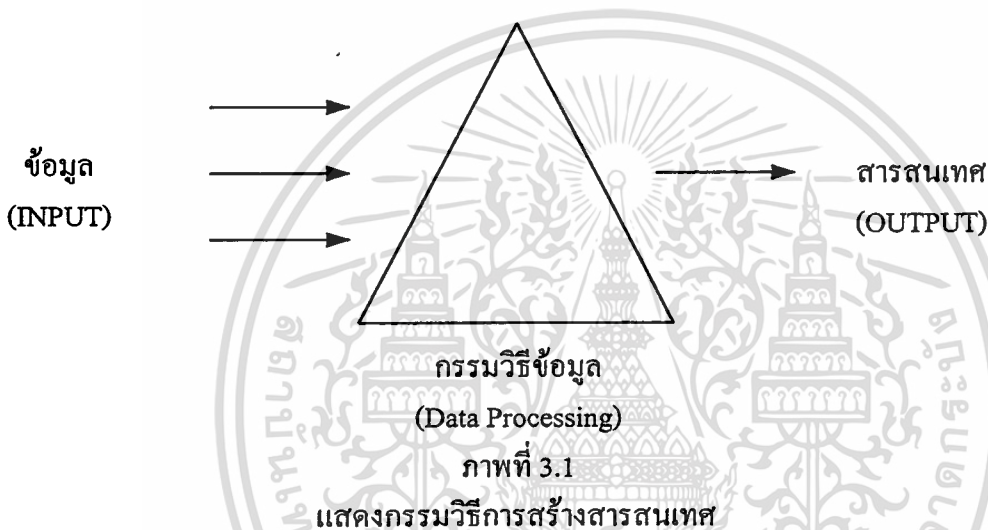 ข้อมูล
(INPUT)
สารสนเทศ
(OUTPUT)
กรรมวิธีข้อมูล
(Data Processing)
ภาพที่ 3.1
แสดงกรรมวิธีการสร้างสารสนเทศ